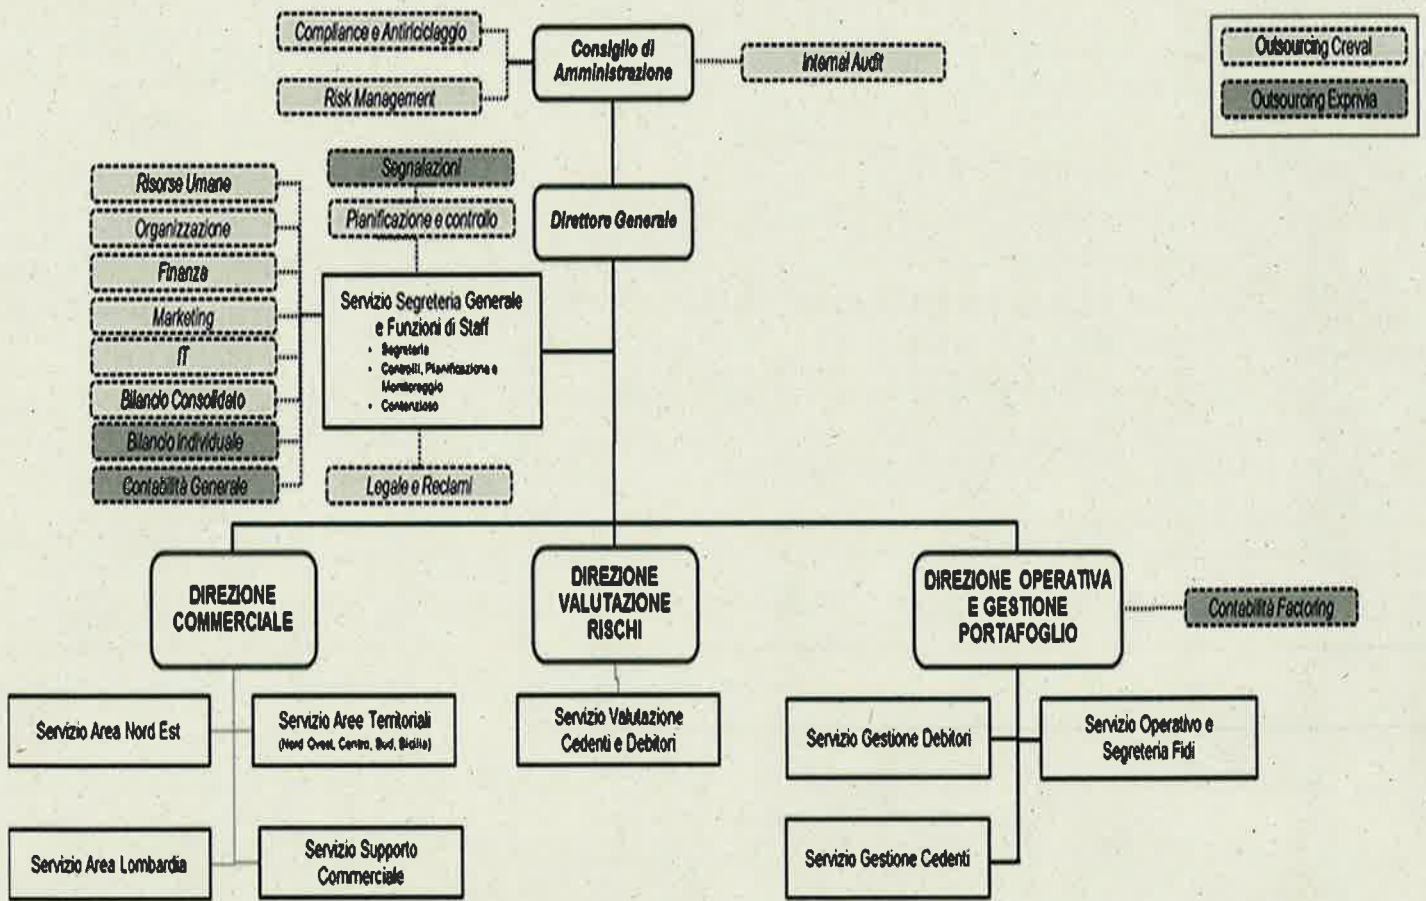 Compliance e Antiriciclaggio
Consiglio di
Amministrazione
Internal Audit
Outsourcing Creval
Outsourcing Exprivia
Risk Management
Segnalazioni
Risorse Umane
Pianificazione e controllo
Direttore Generale
Organizzazione
Finanza
Marketing
IT
Bilancio Consolidato
Bilancio Individuale
Contabilità Generale
Servizio Segreteria Generale
e Funzioni di Staff
• Segreteria
• Controlli, Pianificazione e
Monitoraggio
• Contenzioso
Legale e Reclami
DIREZIONE
COMMERCIALE
DIREZIONE
VALUTAZIONE
RISCHI
DIREZIONE OPERATIVA
E GESTIONE
PORTAFOGLIO
Contabilità Factoring
Servizio Area Nord Est
Servizio Aree Territoriali
(Nord Ovest, Centro, Sud, Sicilia)
Servizio Valutazione
Cedenti e Debitori
Servizio Gestione Debitori
Servizio Operativo e
Segreteria Fidi
Servizio Area Lombardia
Servizio Supporto
Commerciale
Servizio Gestione Cedenti